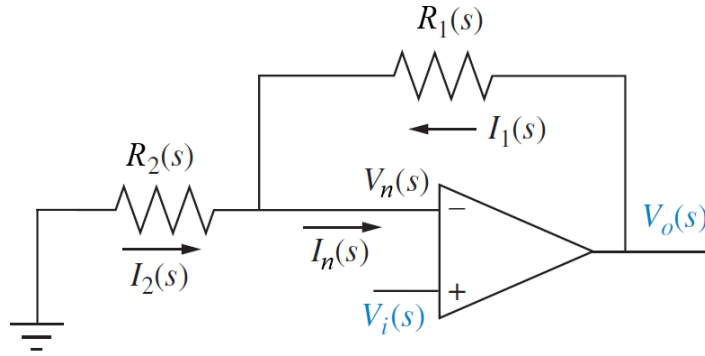 R₁(s)
I₁(s)
R₂(s)
Vₙ(s)
−
Vₒ(s)
I₂(s)
Iₙ(s)
+
Vᵢ(s)